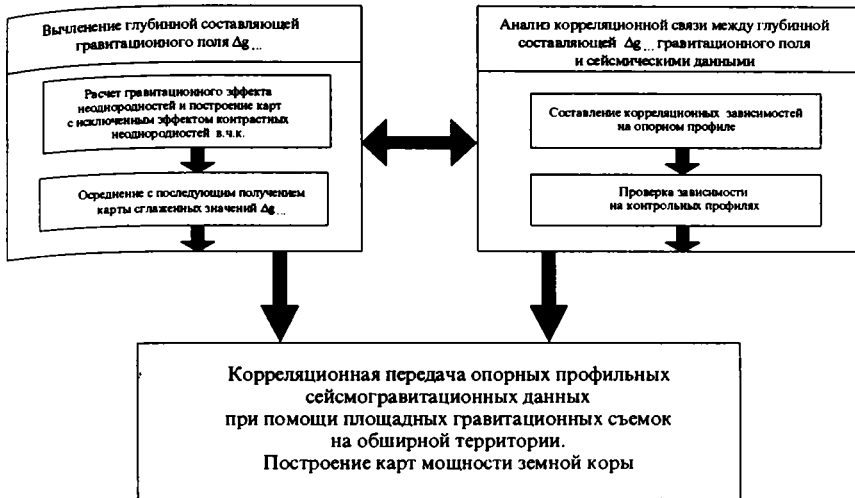 Вычленение глубинной составляющей
гравитационного поля Δg...
Расчет гравитационного эффекта
неоднородностей и построение карт
с исключенным эффектом контрастных
неоднородностей в.ч.к.
Осреднение с последующим получением
карты сглаженных значений Δg...
Анализ корреляционной связи между глубинной
составляющей Δg... гравитационного поля
и сейсмическими данными
Составление корреляционных зависимостей
на опорном профиле
Проверка зависимости
на контрольных профилях
Корреляционная передача опорных профильных
сейсмогравитационных данных
при помощи площадных гравитационных съемок
на обширной территории.
Построение карт мощности земной коры